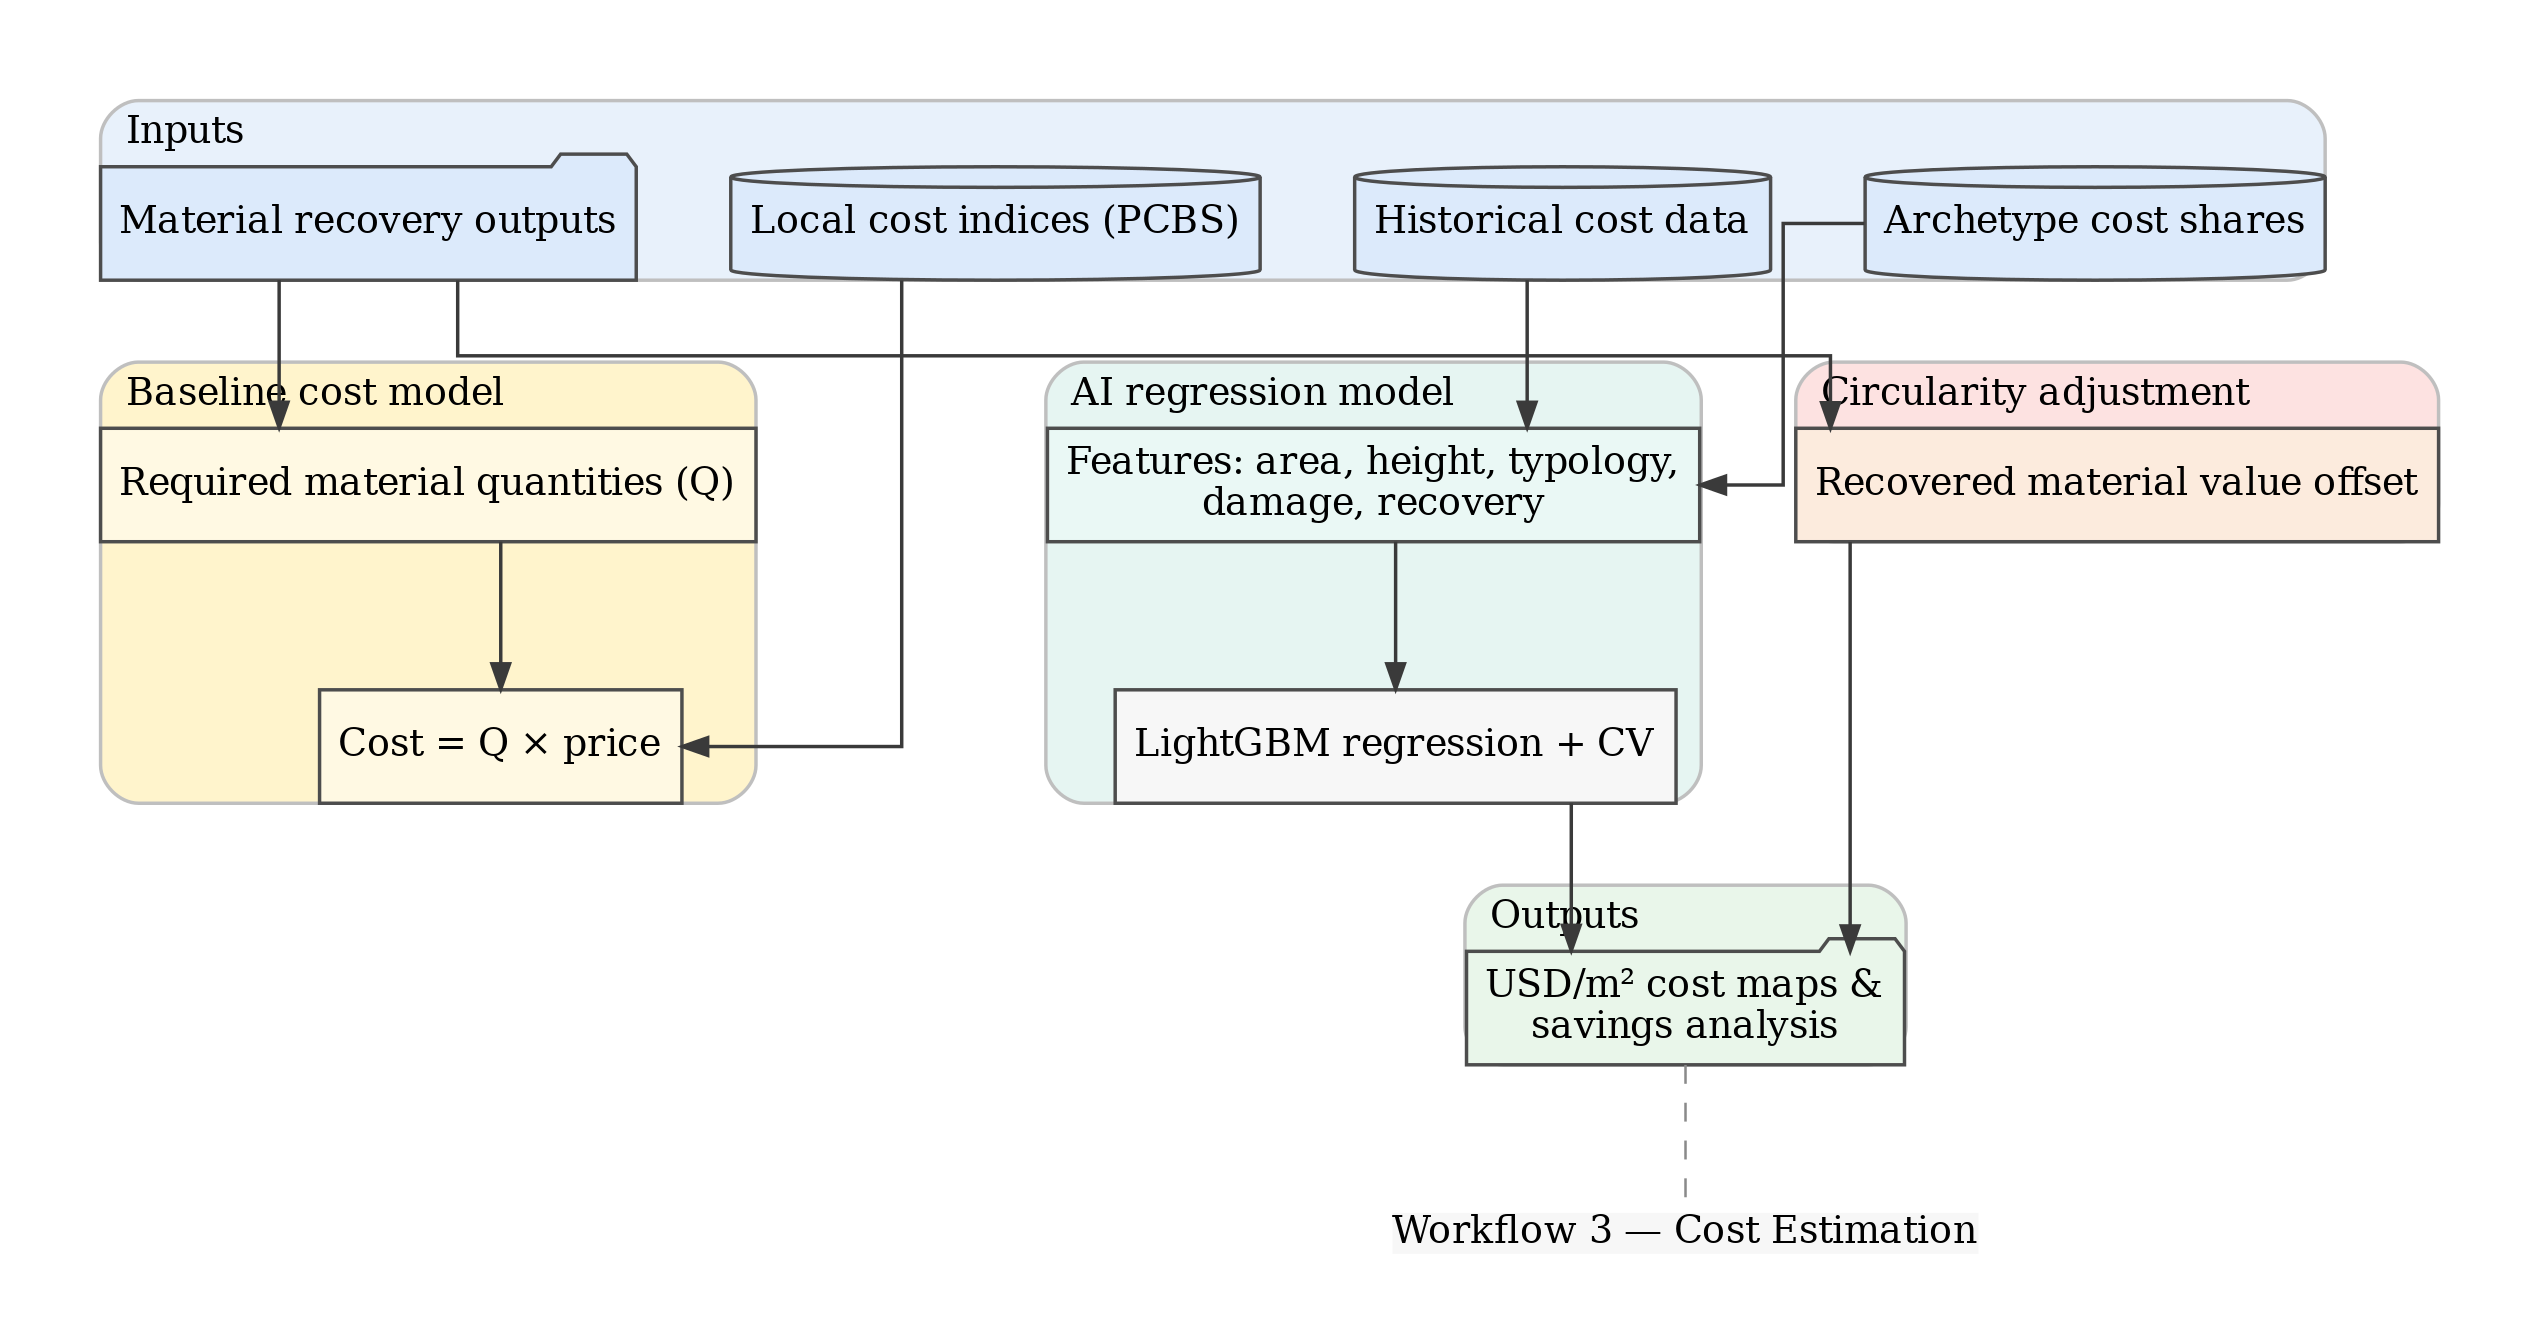 Inputs
Material recovery outputs
Local cost indices (PCBS)
Historical cost data
Archetype cost shares
Baseline cost model
Required material quantities (Q)
Cost = Q × price
AI regression model
Features: area, height, typology,
damage, recovery
LightGBM regression + CV
Circularity adjustment
Recovered material value offset
Outputs
USD/m² cost maps &
savings analysis
Workflow 3 — Cost Estimation